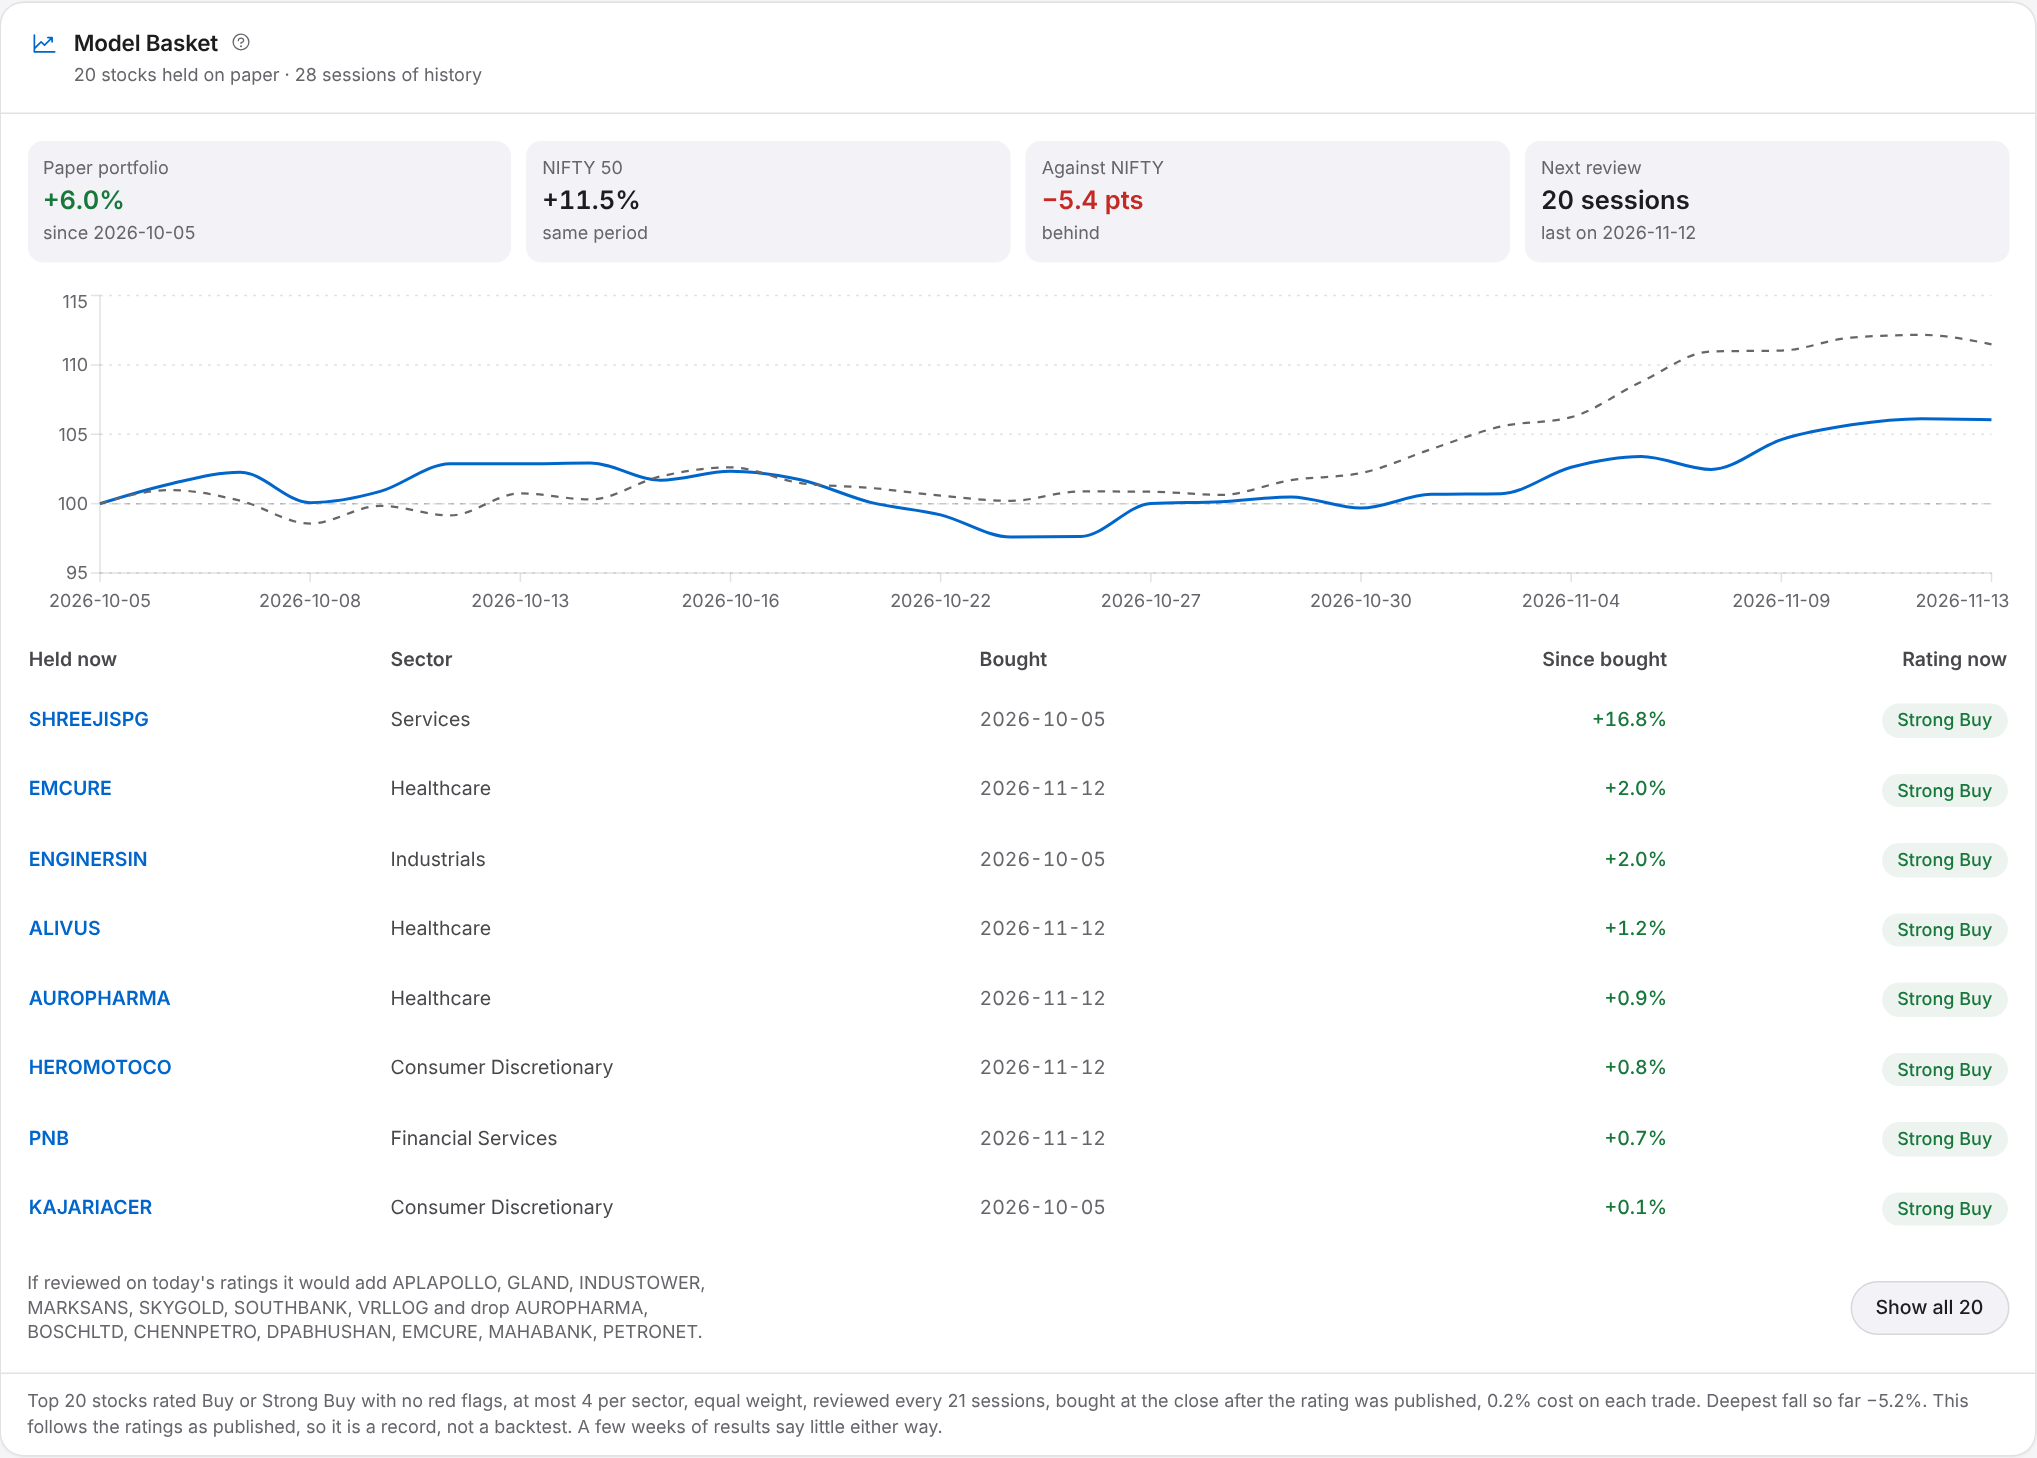 Model Basket
20 stocks held on paper · 28 sessions of history
Paper portfolio
+6.0%
since 2026-10-05
NIFTY 50
+11.5%
same period
Against NIFTY
−5.4 pts
behind
Next review
20 sessions
last on 2026-11-12
115
110
105
100
95
2026-10-05 2026-10-08 2026-10-13 2026-10-16 2026-10-22 2026-10-27 2026-10-30 2026-11-04 2026-11-09 2026-11-13
Held now Sector Bought Since bought Rating now
SHREEJISPG Services 2026-10-05 +16.8% Strong Buy
EMCURE Healthcare 2026-11-12 +2.0% Strong Buy
ENGINERSIN Industrials 2026-10-05 +2.0% Strong Buy
ALIVUS Healthcare 2026-11-12 +1.2% Strong Buy
AUROPHARMA Healthcare 2026-11-12 +0.9% Strong Buy
HEROMOTOCO Consumer Discretionary 2026-11-12 +0.8% Strong Buy
PNB Financial Services 2026-11-12 +0.7% Strong Buy
KAJARIACER Consumer Discretionary 2026-10-05 +0.1% Strong Buy
If reviewed on today's ratings it would add APLAPOLLO, GLAND, INDUSTOWER,
MARKSANS, SKYGOLD, SOUTHBANK, VRLLOG and drop AUROPHARMA,
BOSCHLTD, CHENNPETRO, DPABHUSHAN, EMCURE, MAHABANK, PETRONET.
Show all 20
Top 20 stocks rated Buy or Strong Buy with no red flags, at most 4 per sector, equal weight, reviewed every 21 sessions, bought at the close after the rating was published, 0.2% cost on each trade. Deepest fall so far −5.2%. This
follows the ratings as published, so it is a record, not a backtest. A few weeks of results say little either way.